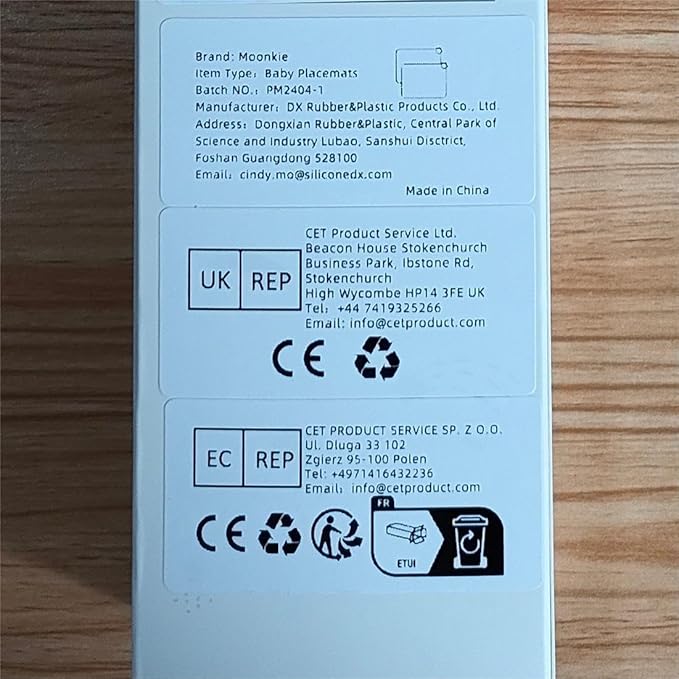 Brand: Moonkie
Item Type: Baby Placemats
Batch NO.: PM2404-1
Manufacturer: DX Rubber&Plastic Products Co., Ltd.
Address: Dongxian Rubber&Plastic, Central Park of
Science and Industry Lubao, Sanshui Disctrict,
Foshan Guangdong 528100
Email: cindy.mo@siliconedx.com
Made in China
UK REP
CET Product Service Ltd.
Beacon House Stokenchurch
Business Park, Ibstone Rd,
Stokenchurch
High Wycombe HP14 3FE UK
Tel: +44 7419325266
Email: info@cetproduct.com
CE
EC REP
CET PRODUCT SERVICE SP. Z O.O.
Ul. Dluga 33 102
Zgierz 95-100 Polen
Tel: +4971416432236
Email: info@cetproduct.com
CE
FR
ETUI